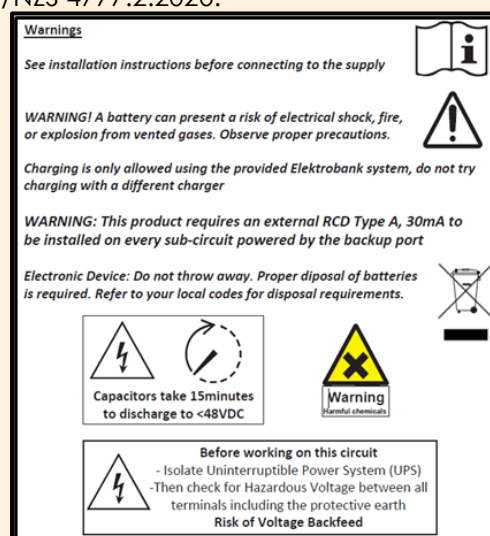 /NZS 4777.2:2020.
Warnings
See installation instructions before connecting to the supply
WARNING! A battery can present a risk of electrical shock, fire,
or explosion from vented gases. Observe proper precautions.
Charging is only allowed using the provided Elektrobank system, do not try
charging with a different charger
WARNING: This product requires an external RCD Type A, 30mA to
be installed on every sub-circuit powered by the backup port
Electronic Device: Do not throw away. Proper diposal of batteries
is required. Refer to your local codes for disposal requirements.
Capacitors take 15minutes
to discharge to <48VDC
Warning
Harmful chemicals
Before working on this circuit
- Isolate Uninterruptible Power System (UPS)
-Then check for Hazardous Voltage between all
terminals including the protective earth
Risk of Voltage Backfeed